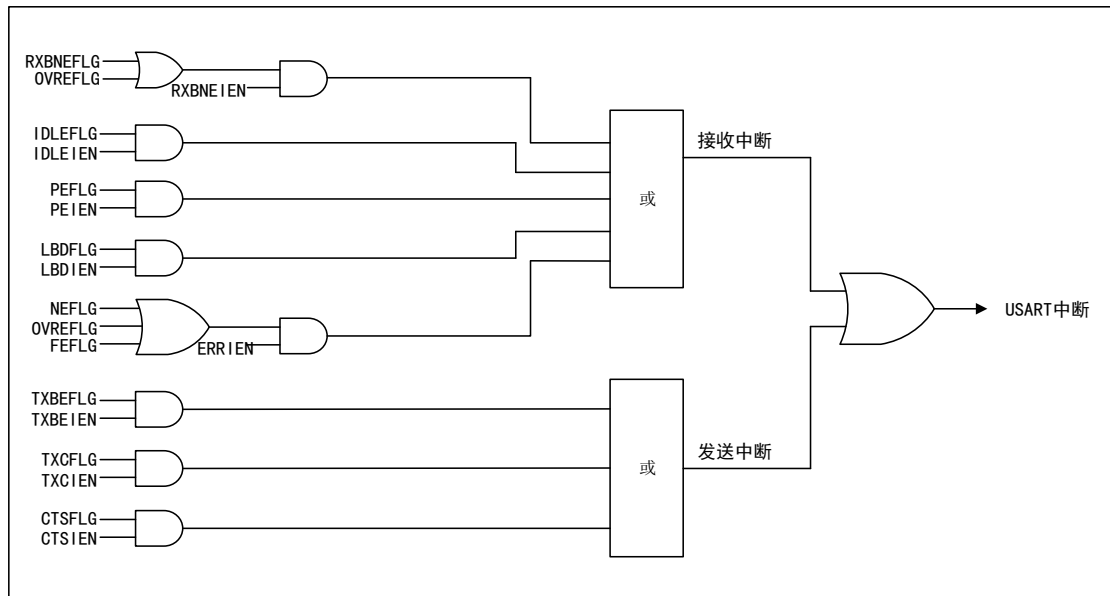 RXBNEFLG
OVREFLG
RXBNEIEN
IDLEFLG
IDLEIEN
PEFLG
PEIEN
LBDFLG
LBDIEN
NEFLG
OVREFLG
FEFLG
ERRIEN
或
接收中断
USART中断
TXBEFLG
TXBEIEN
TXCFLG
TXCIEN
CTSFLG
CTSIEN
或
发送中断